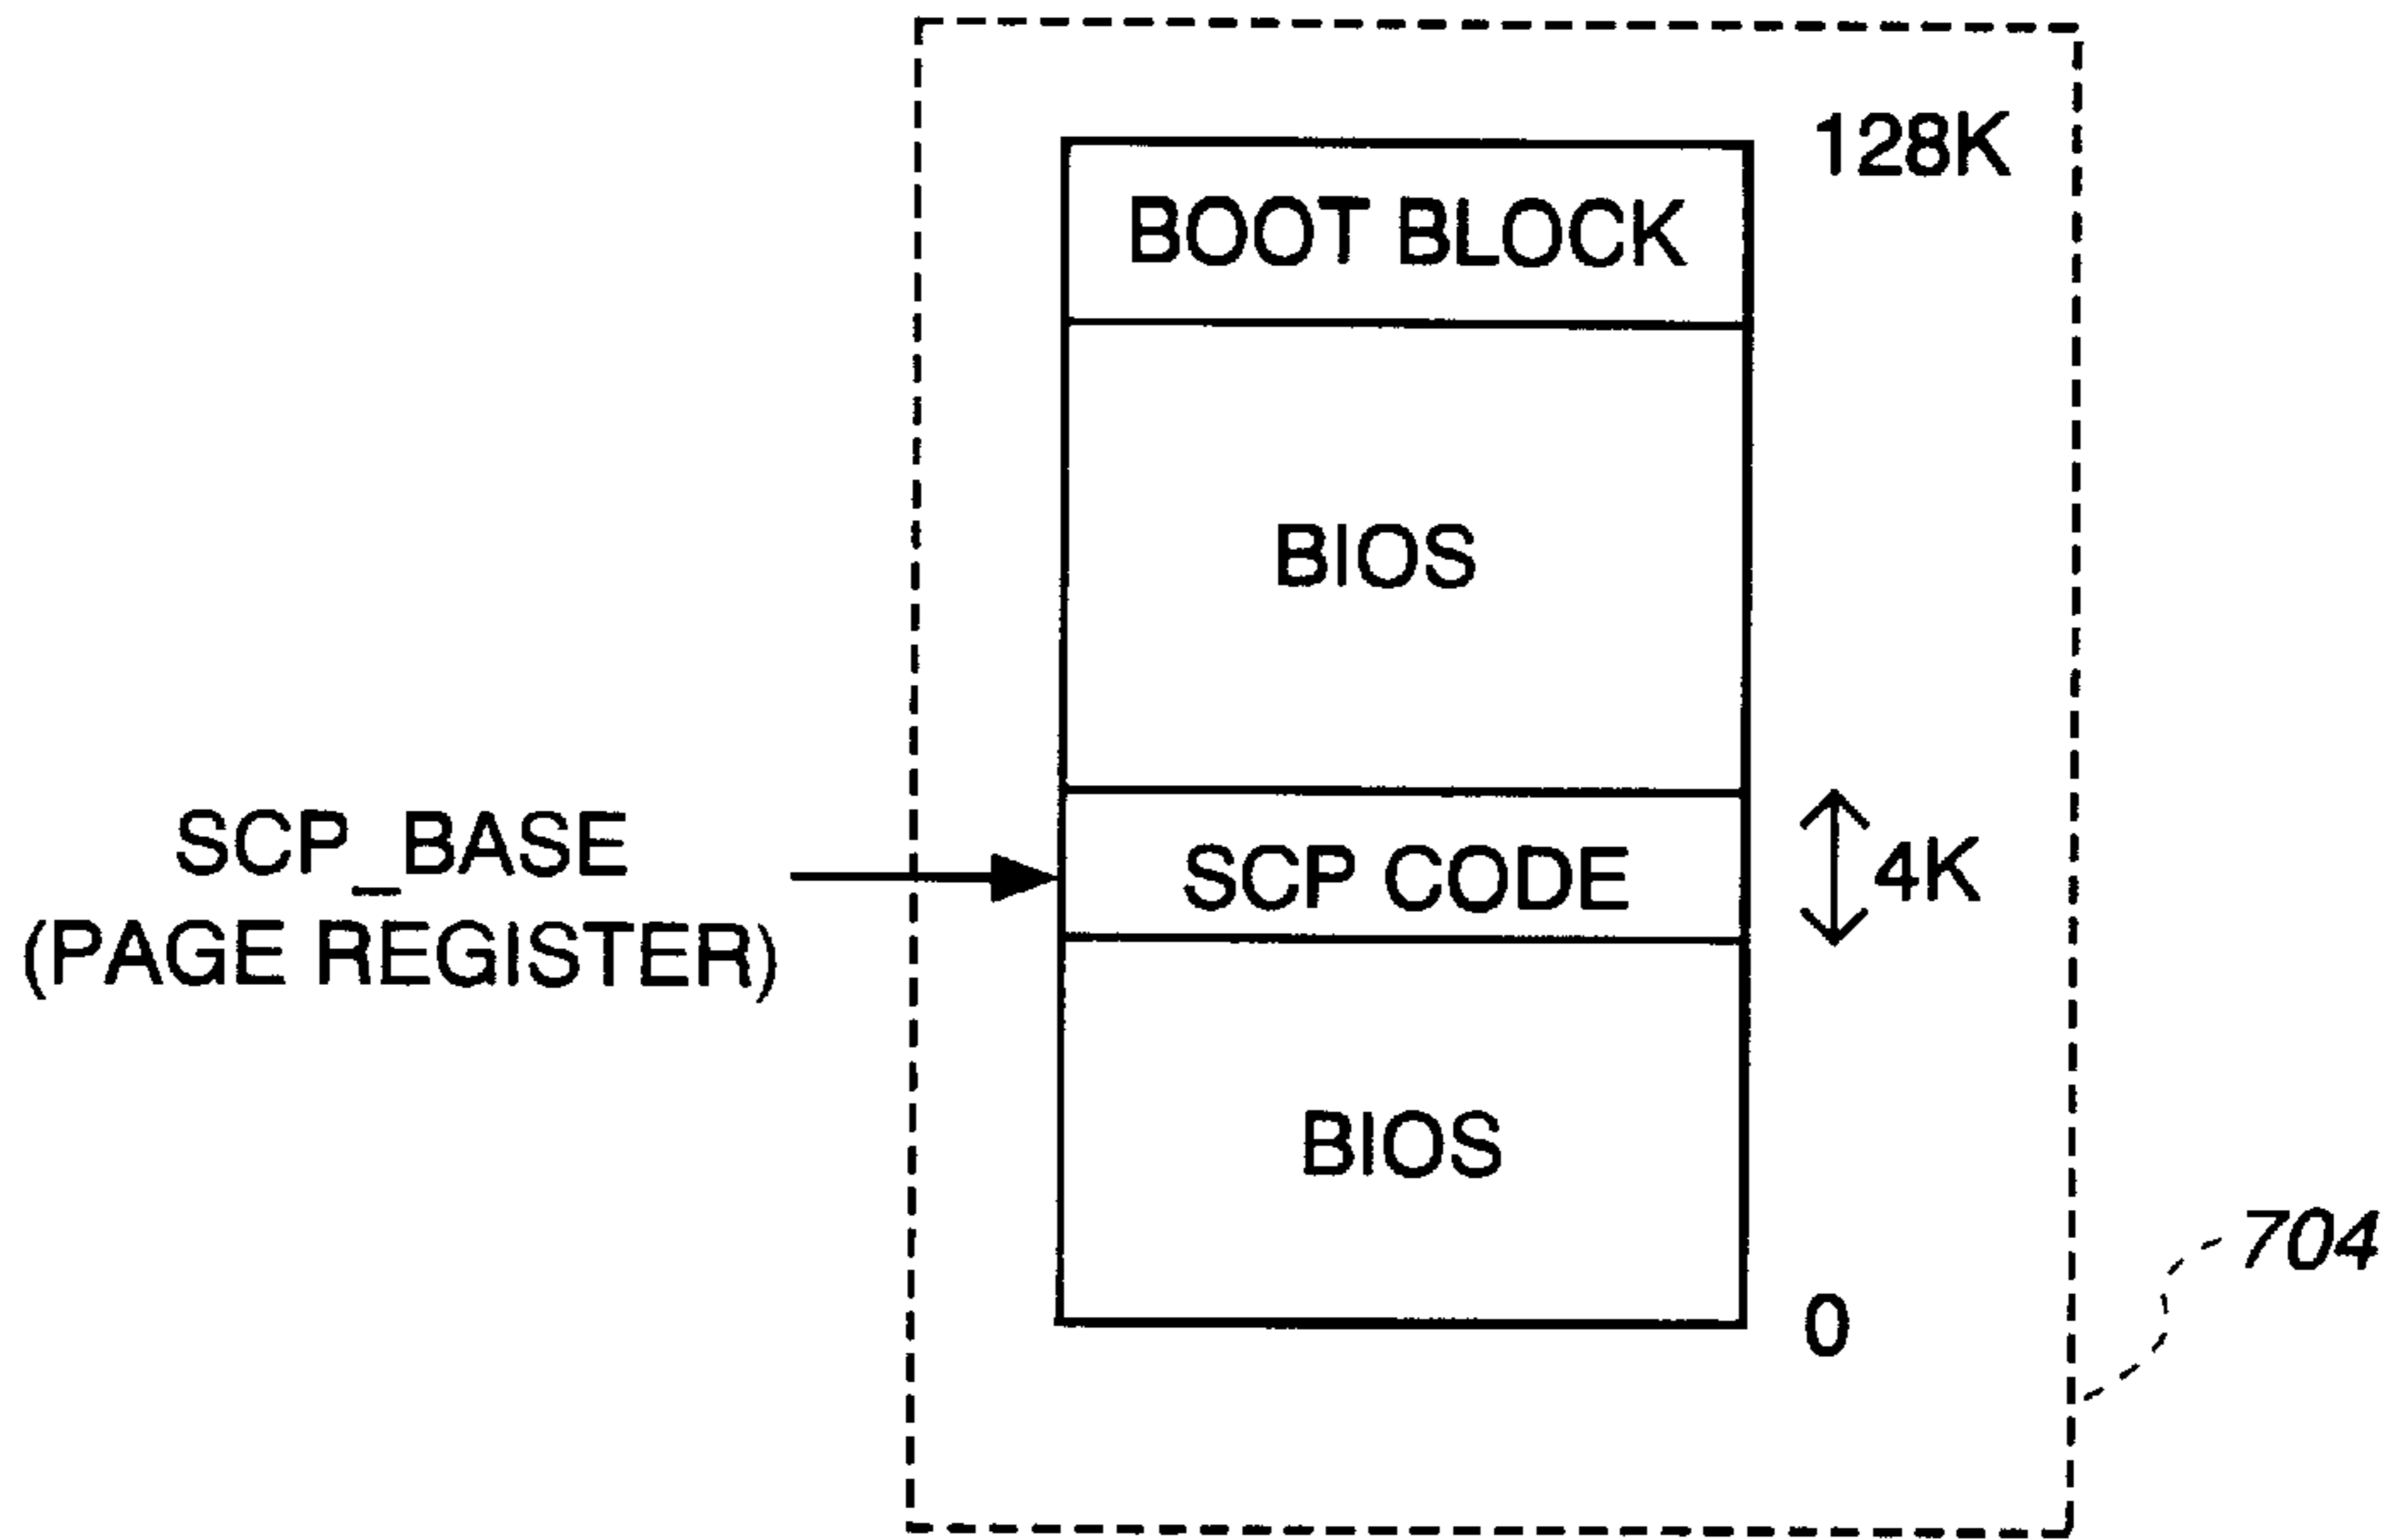 128K
BOOT BLOCK
BIOS
SCP_BASE
(PAGE REGISTER)
SCP CODE
4K
BIOS
704
0